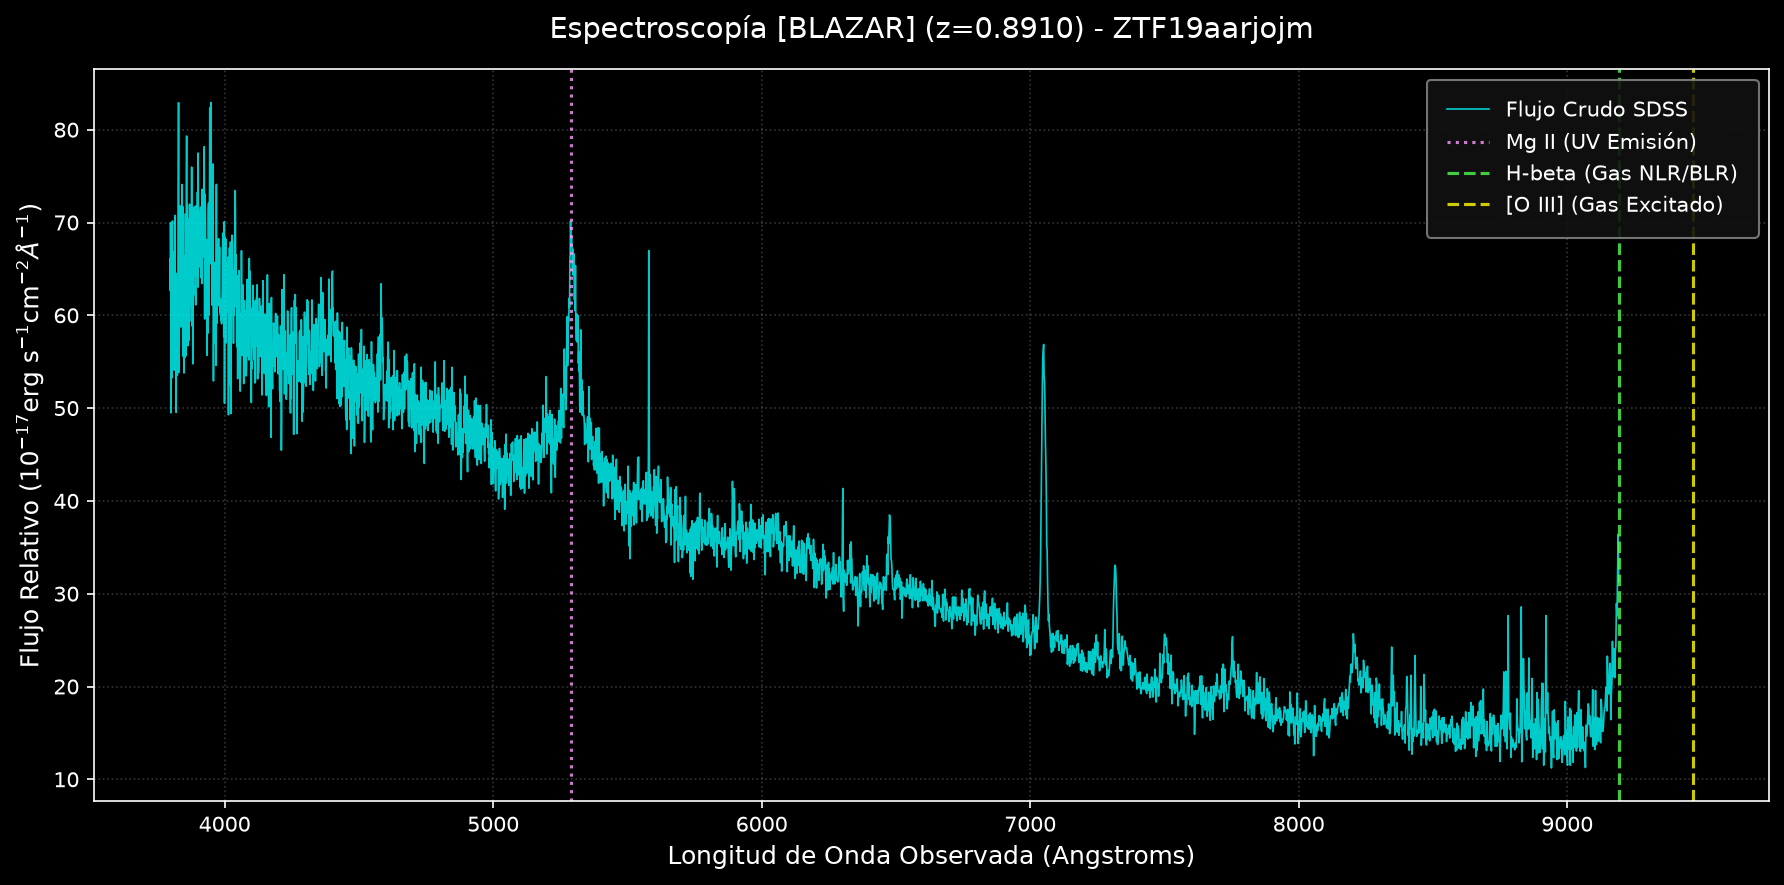 Espectroscopía [BLAZAR] (z=0.8910) - ZTF19aarjojm
Flujo Crudo SDSS
Mg II (UV Emisión)
H-beta (Gas NLR/BLR)
[O III] (Gas Excitado)
Flujo Relativo (10⁻¹⁷erg s⁻¹cm⁻²Å⁻¹)
80
70
60
50
40
30
20
10
4000 5000 6000 7000 8000 9000
Longitud de Onda Observada (Angstroms)